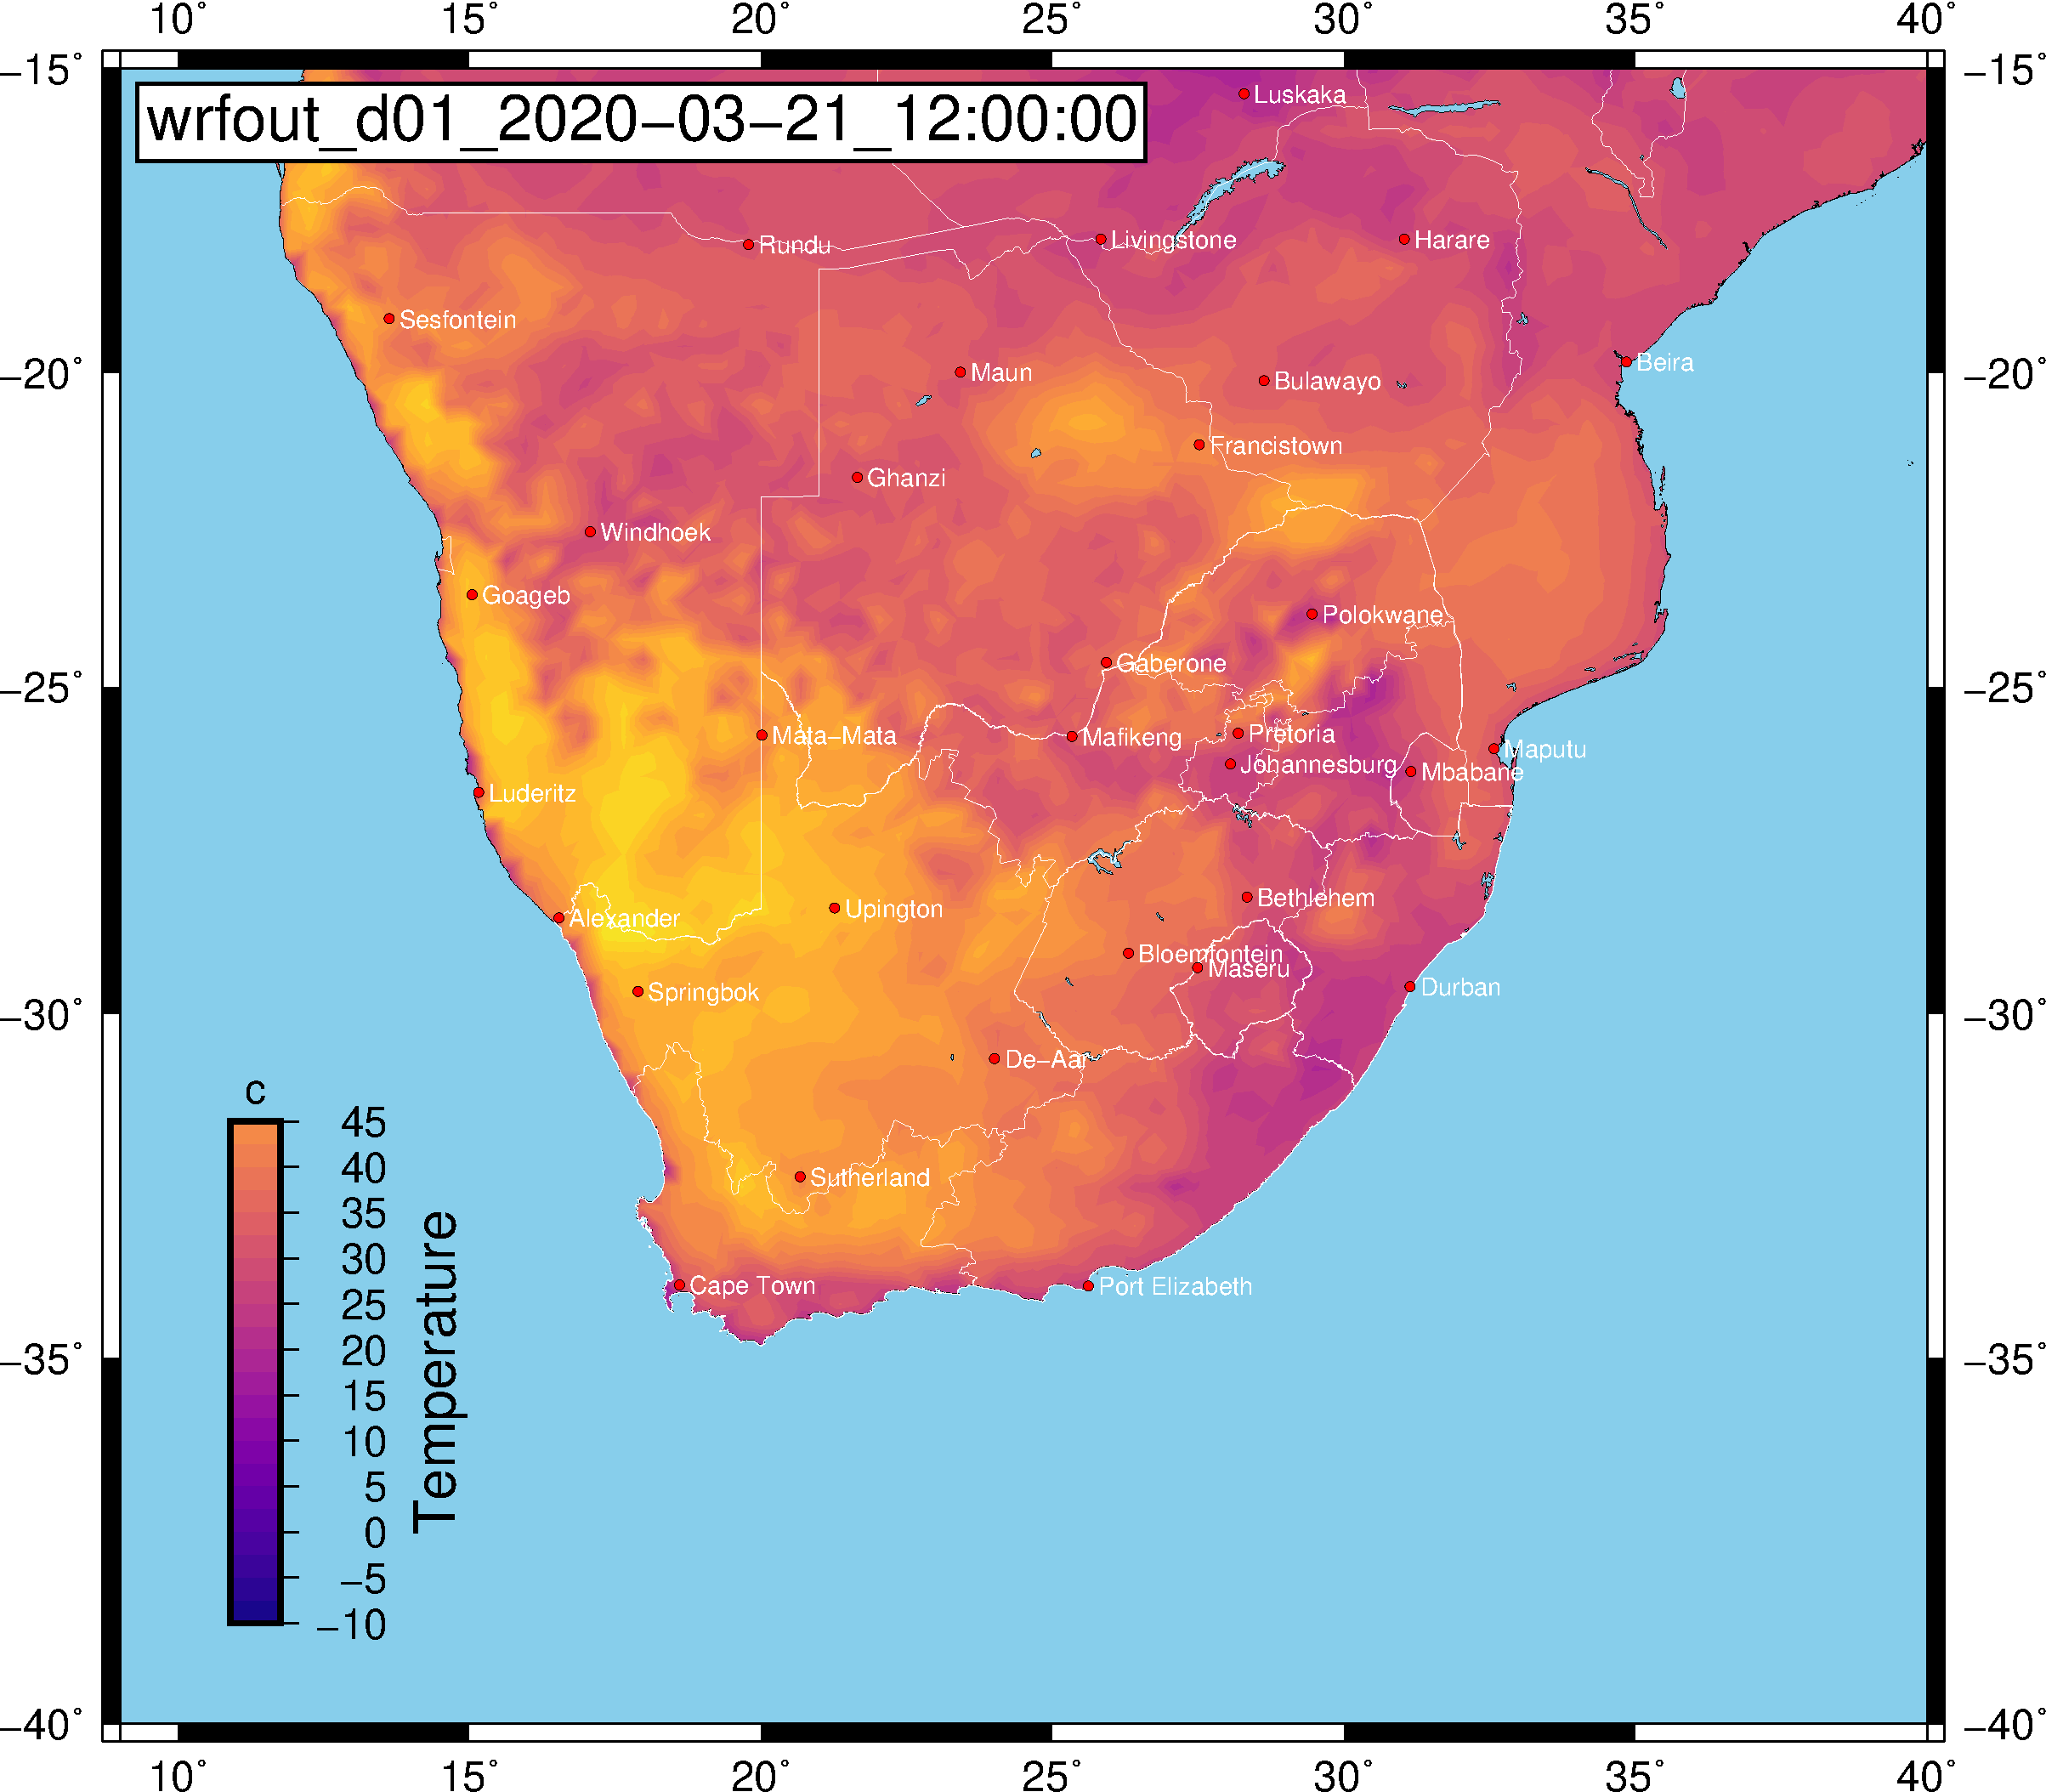 10° 15° 20° 25° 30° 35° 40°
−15° −15°
wrfout_d01_2020−03−21_12:00:00
Luskaka
Rundu
Livingstone
Harare
Sesfontein
Beira
−20° −20°
Maun
Bulawayo
Francistown
Ghanzi
Windhoek
Goageb
Polokwane
Gaberone
−25° −25°
Mata−Mata
Mafikeng
Pretoria
Maputu
Johannesburg
Mbabane
Luderitz
Bethlehem
Alexander
Upington
Bloemfontein
Maseru
Springbok
Durban
−30° −30°
De−Aar
c
45
40
35
30
25
20
15
10
5
0
−5
−10
Temperature
Sutherland
Cape Town
Port Elizabeth
−35° −35°
−40° −40°
10° 15° 20° 25° 30° 35° 40°